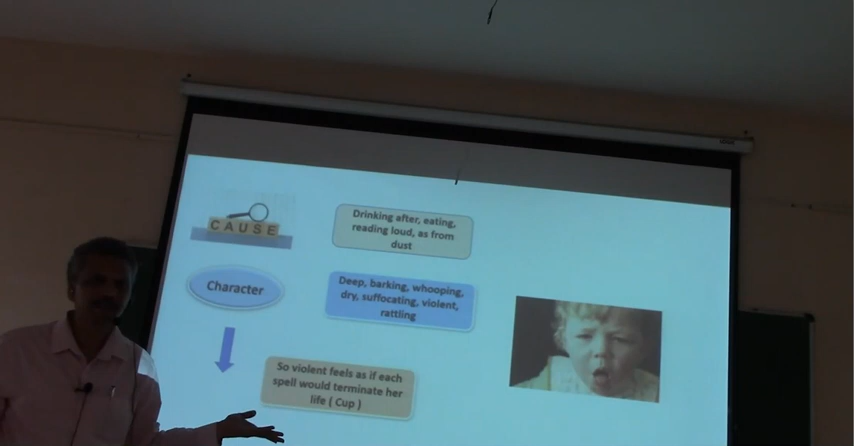 CAUSE
Drinking after, eating,
reading loud, as from
dust
Character
Deep, barking, whooping,
dry, suffocating, violent,
rattling
So violent feels as if each
spell would terminate her
life ( Cup )